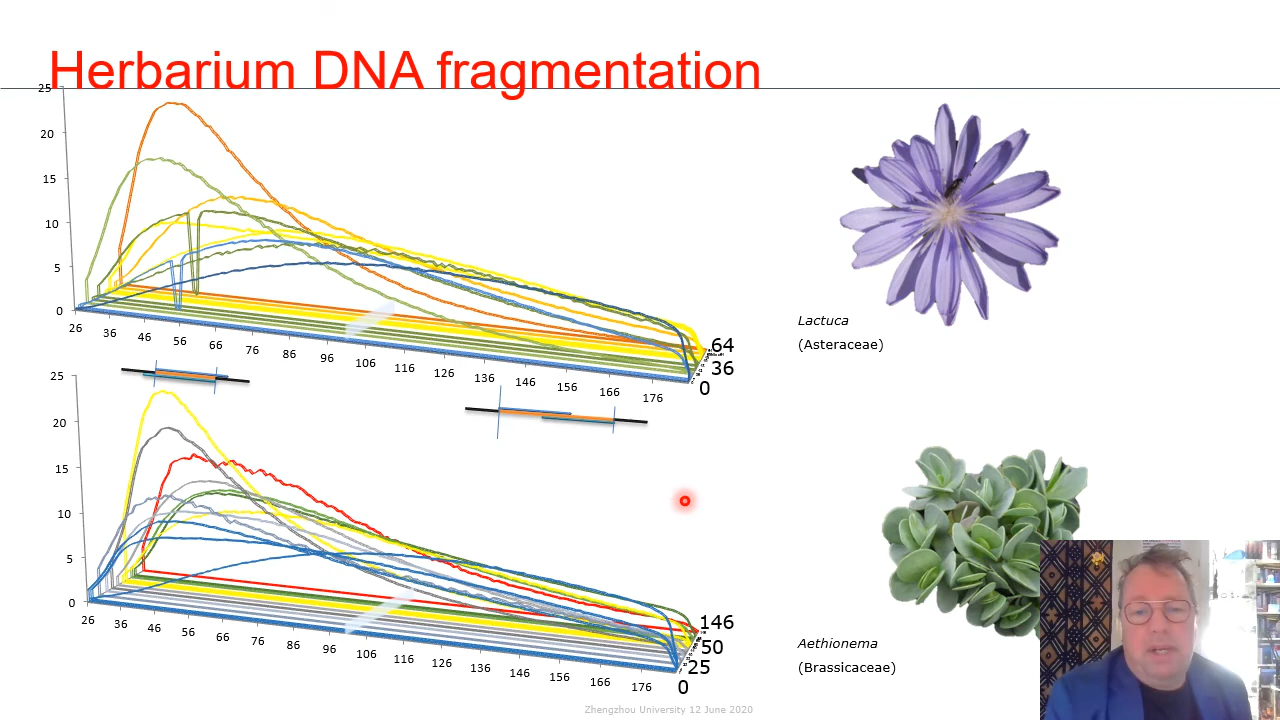 Herbarium DNA fragmentation
25
20
15
10
5
0
26 36 46 56 66 76 86 96 106 116 126 136 146 156 166 176
64
36
0
Lactuca
(Asteraceae)
25
20
15
10
5
0
26 36 46 56 66 76 86 96 106 116 126 136 146 156 166 176
146
50
25
0
Aethionema
(Brassicaceae)
Zhengzhou University 12 June 2020